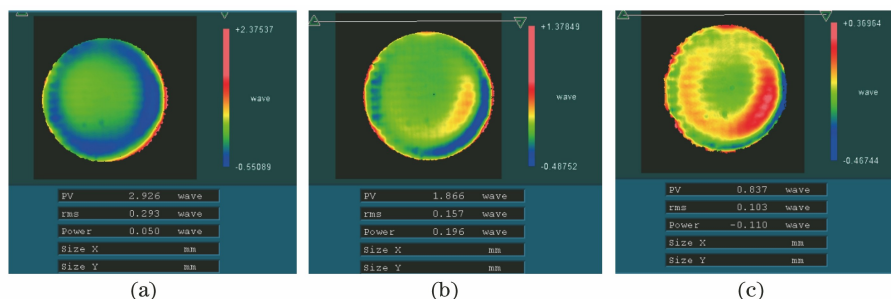 +2.37537
wave
-0.55089
PV 2.926 wave
rms 0.293 wave
Power 0.050 wave
Size X mm
Size Y mm
(a)
+1.37849
wave
-0.48752
PV 1.866 wave
rms 0.157 wave
Power 0.196 wave
Size X mm
Size Y mm
(b)
+0.36964
wave
-0.46744
PV 0.837 wave
rms 0.103 wave
Power -0.110 wave
Size X mm
Size Y mm
(c)